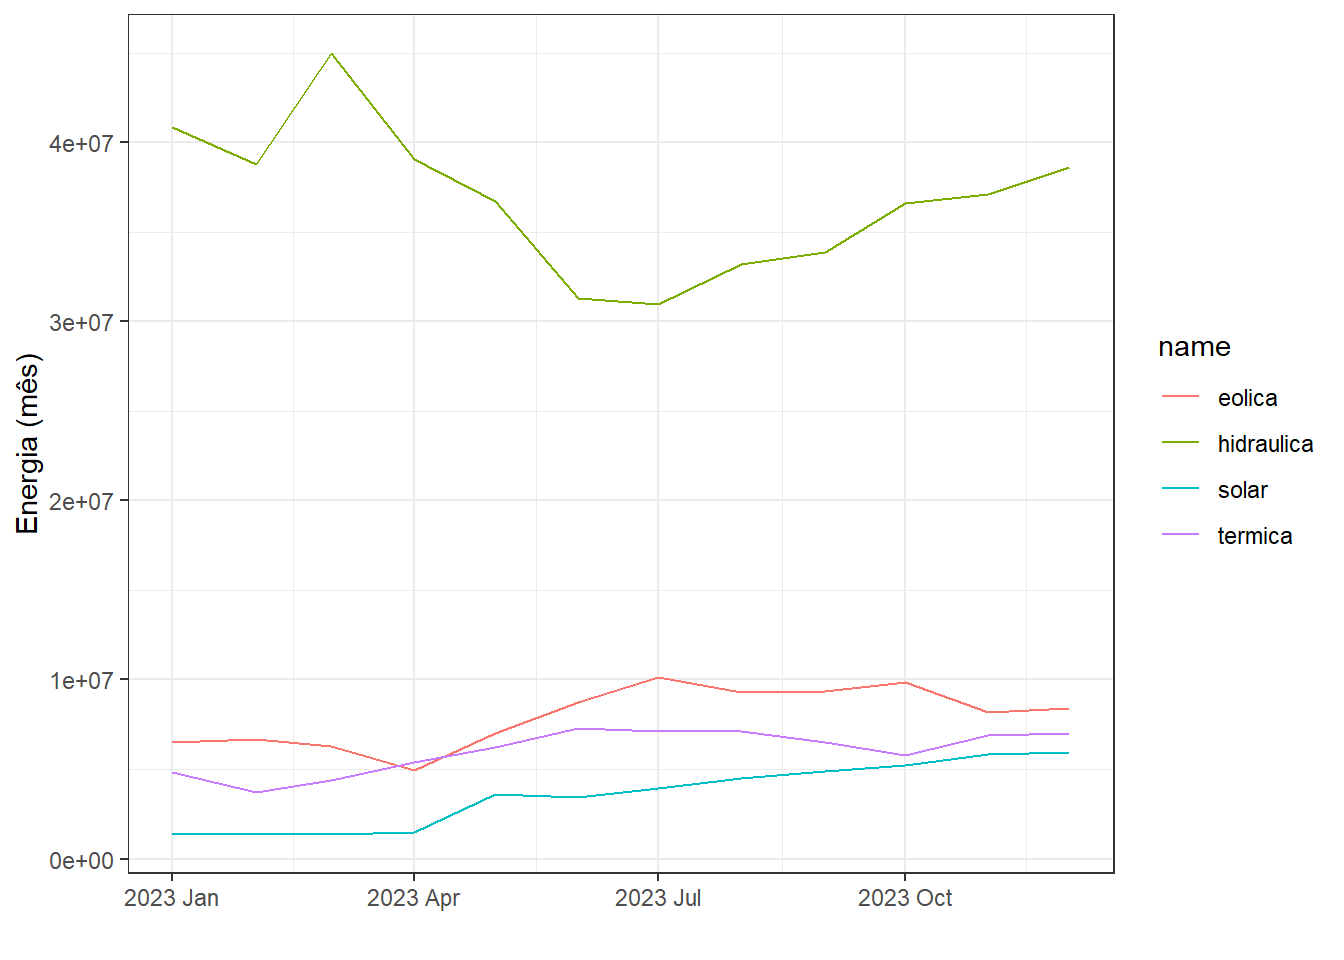 Energia (mês)
4e+07
3e+07
2e+07
1e+07
0e+00
2023 Jan
2023 Apr
2023 Jul
2023 Oct
name
eolica
hidraulica
solar
termica